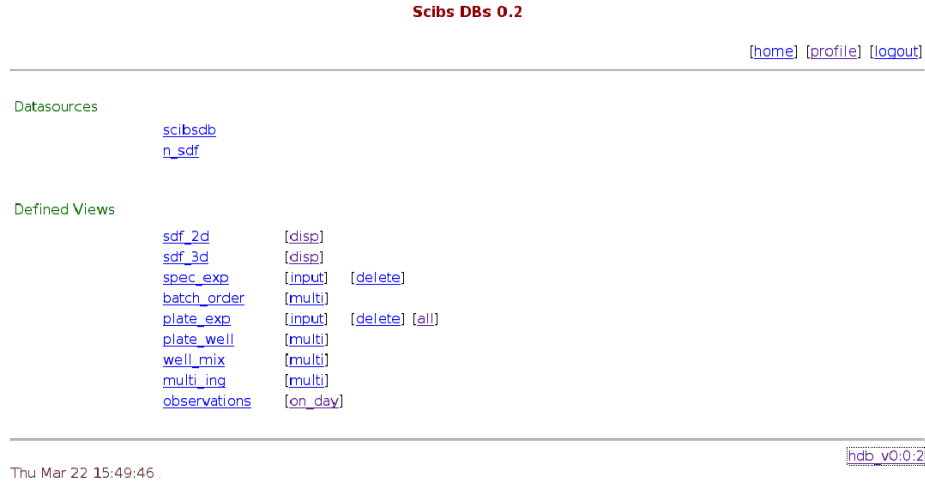 Scibs DBs 0.2
[home] [profile] [logout]
Datasources
scibsdb
n_sdf
Defined Views
sdf_2d [disp]
sdf_3d [disp]
spec_exp [input] [delete]
batch_order [multi]
plate_exp [input] [delete] [all]
plate_well [multi]
well_mix [multi]
multi_ing [multi]
observations [on_day]
hdb_v0:0:2
Thu Mar 22 15:49:46 .